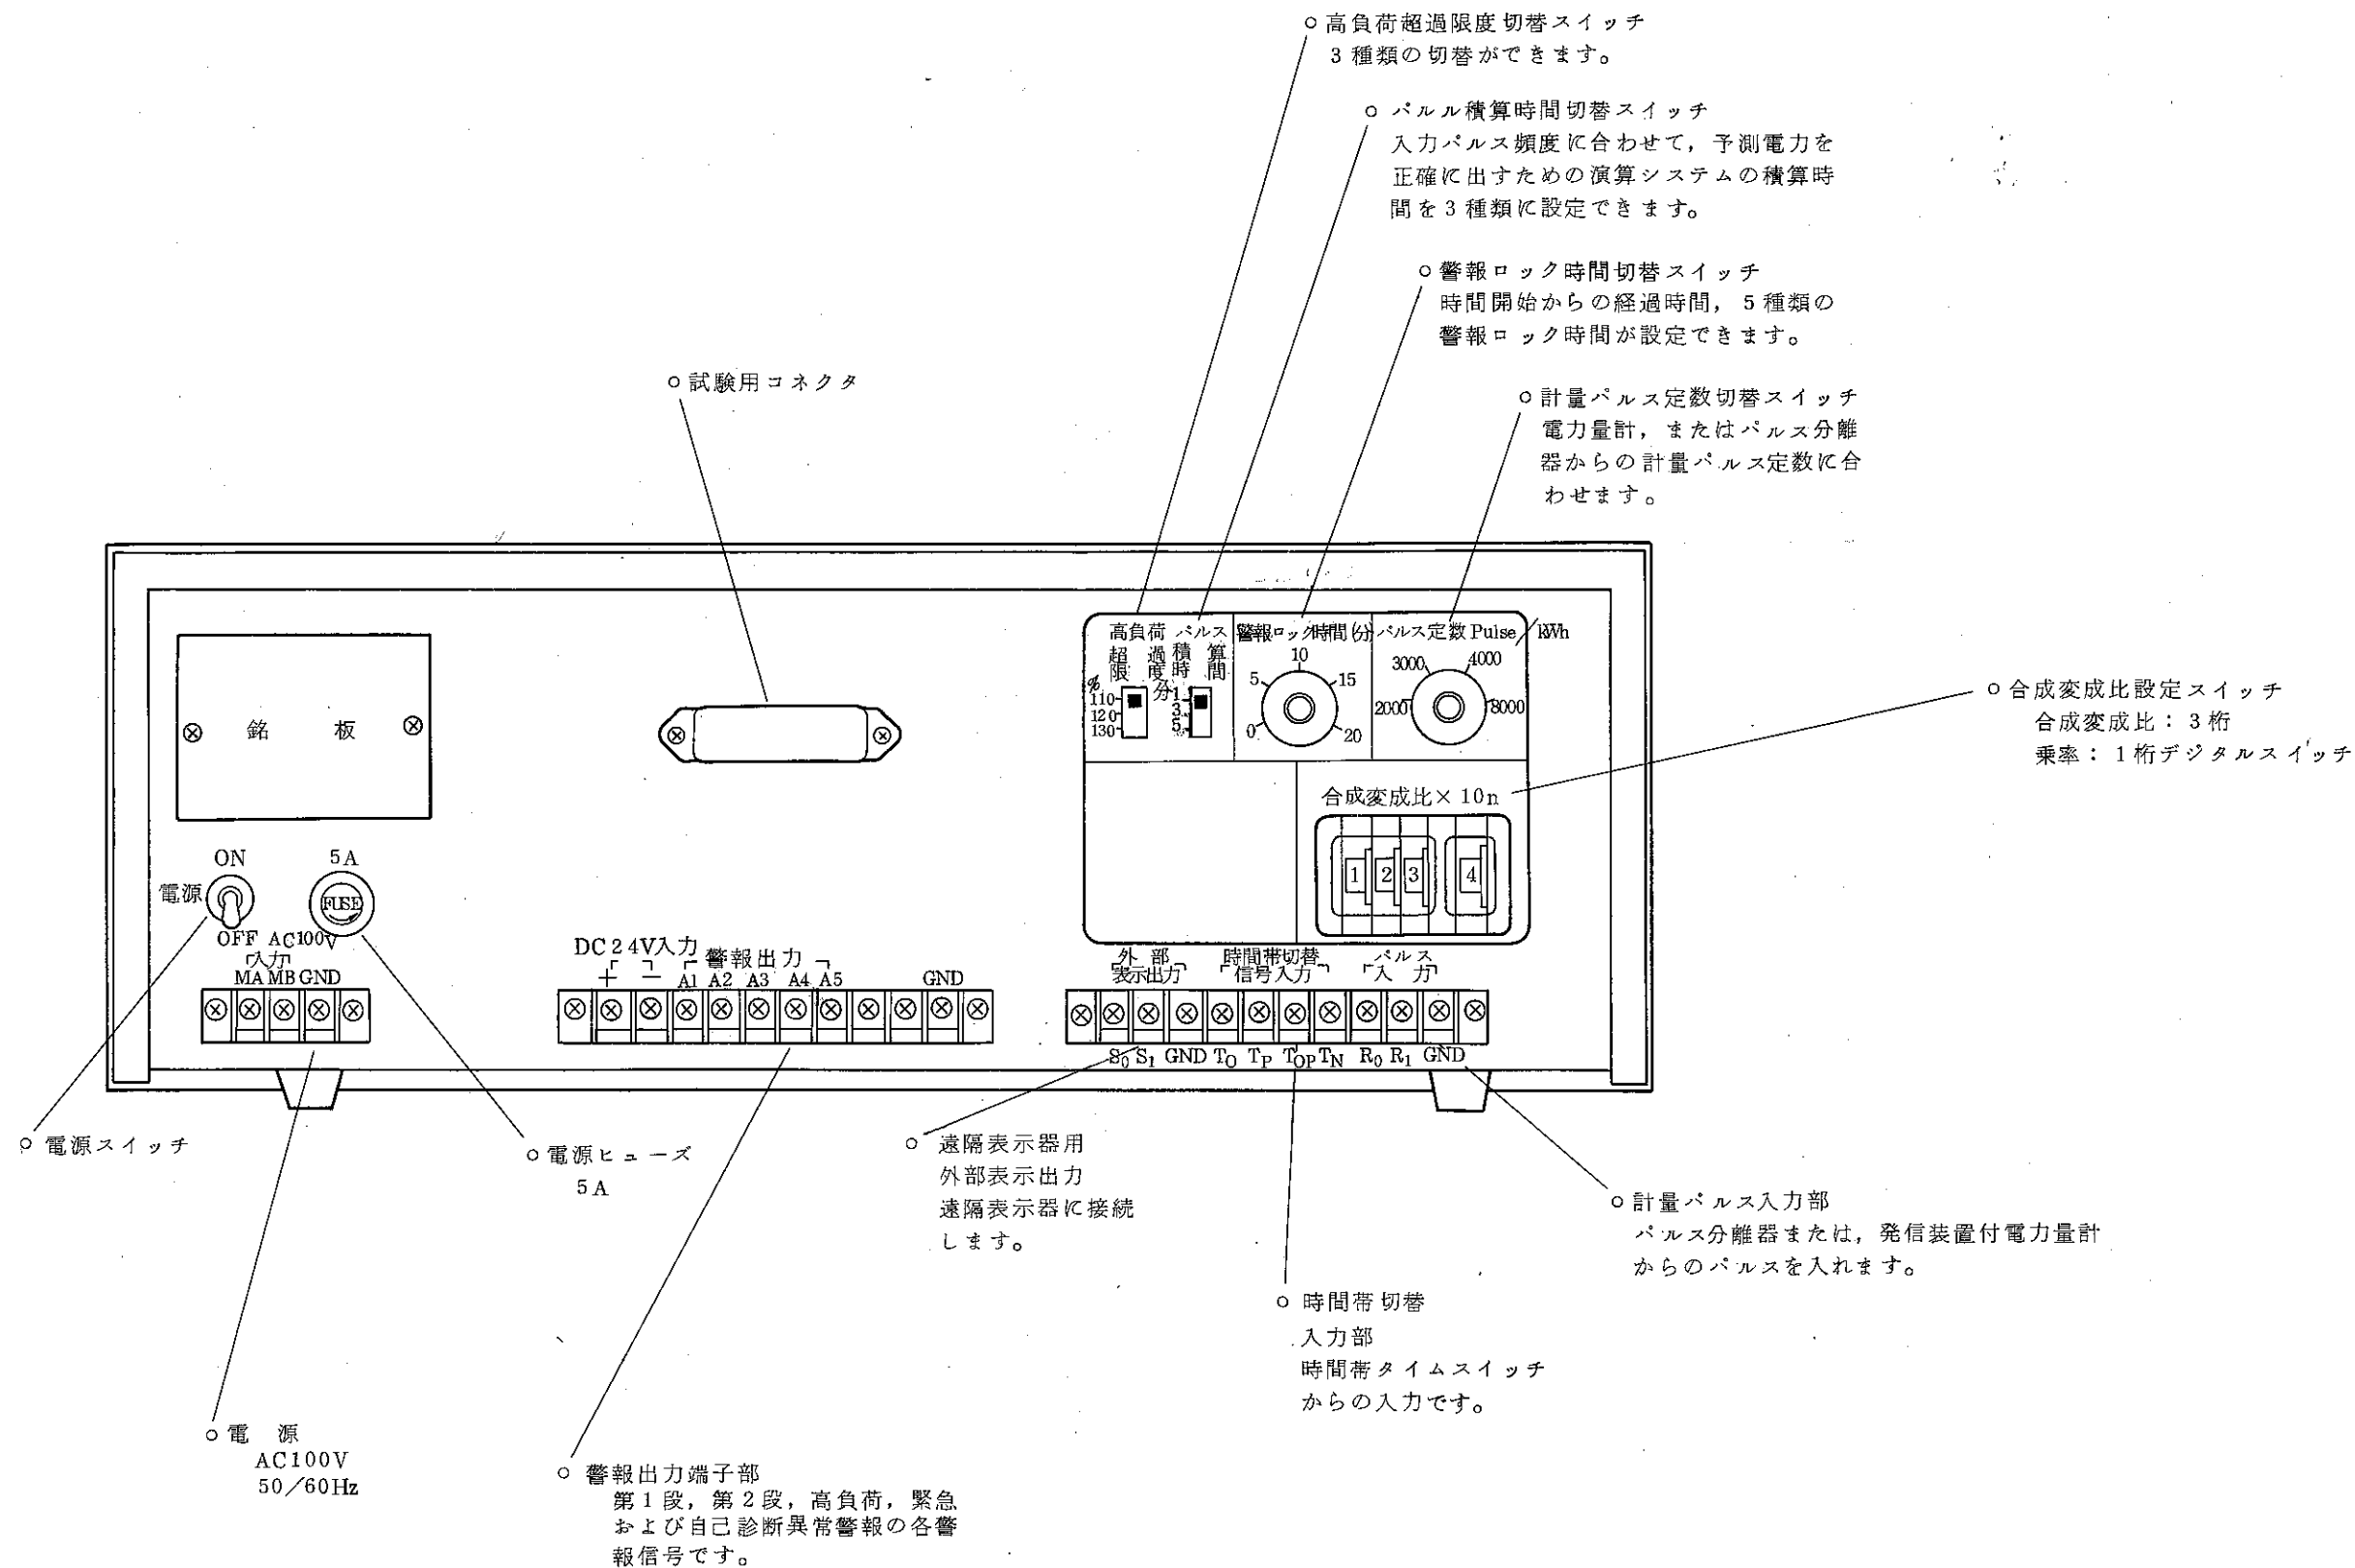 ○高負荷超過限度切替スイッチ
3種類の切替ができます。
○パルル積算時間切替スイッチ
入力パルス頻度に合わせて，予測電力を
正確に出すための演算システムの積算時
間を3種類に設定できます。
○警報ロック時間切替スイッチ
時間開始からの経過時間，5種類の
警報ロック時間が設定できます。
○試験用コネクタ
○計量パルス定数切替スイッチ
電力量計，またはパルス分離
器からの計量パルス定数に合
わせます。
銘板
高負荷
超過
限度
%
110
120
130
パルス
積算
時間
分
1
3
5
警報ロック時間(分)
0
5
10
15
20
パルス定数Pulse／kWh
2000
3000
4000
8000
○合成変成比設定スイッチ
合成変成比：3桁
乗率：1桁デジタルスイッチ
合成変成比×10n
1 2 3 4
ON
電源
OFF
5A
FUSE
AC100V
入力
MA MB GND
DC24V入力
+ −
警報出力
A1 A2 A3 A4 A5
GND
外部
表示出力
時間帯切替
信号入力
パルス
入力
S0 S1 GND TO TP TOP TN R0 R1 GND
○電源スイッチ
○電源ヒューズ
5A
○遠隔表示器用
外部表示出力
遠隔表示器に接続
します。
○計量パルス入力部
パルス分離器または，発信装置付電力量計
からのパルスを入れます。
○時間帯切替
入力部
時間帯タイムスイッチ
からの入力です。
○電源
AC100V
50／60Hz
○警報出力端子部
第1段，第2段，高負荷，緊急
および自己診断異常警報の各警
報信号です。